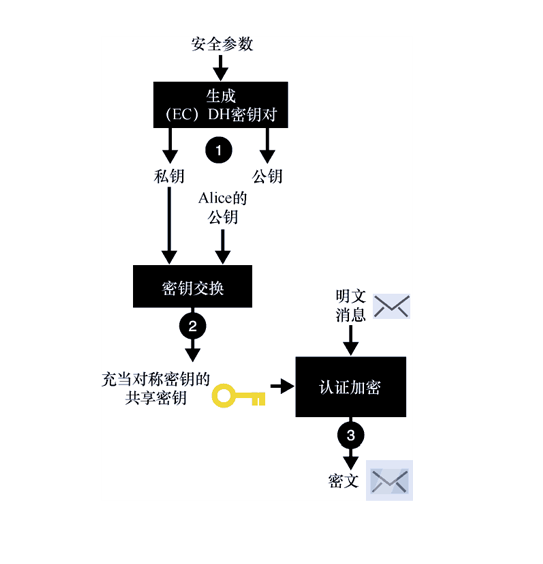 安全参数
生成
（EC）DH密钥对
1
私钥
公钥
Alice的
公钥
密钥交换
2
明文
消息
充当对称密钥的
共享密钥
认证加密
3
密文